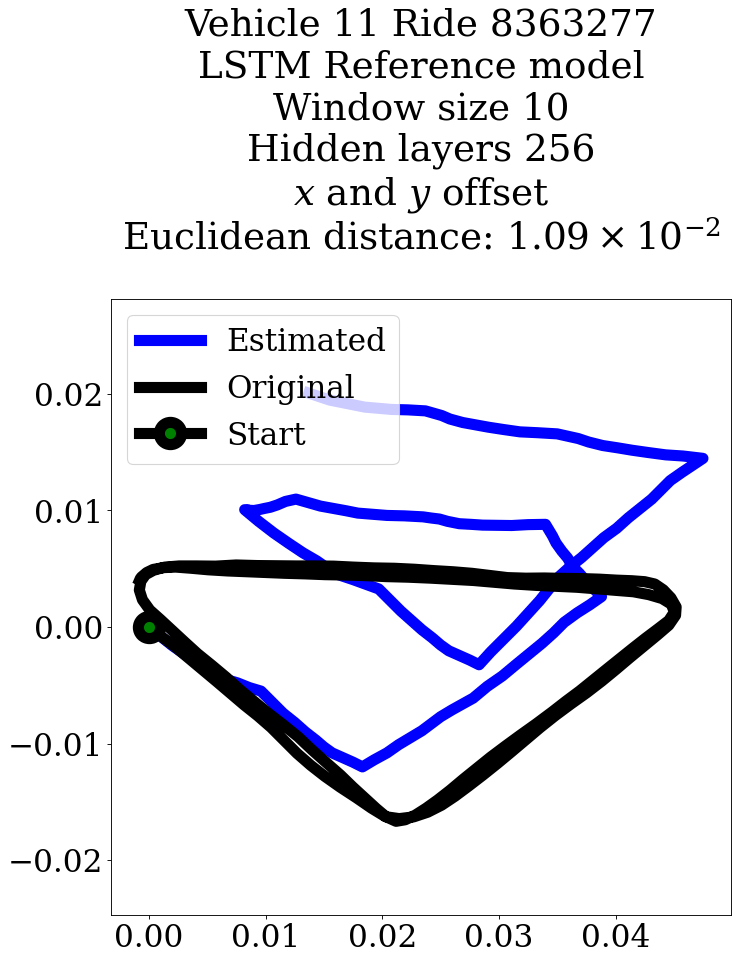 Vehicle 11 Ride 8363277
LSTM Reference model
Window size 10
Hidden layers 256
x and y offset
Euclidean distance: 1.09 × 10⁻²
Estimated
Original
Start
0.02
0.01
0.00
−0.01
−0.02
0.00 0.01 0.02 0.03 0.04